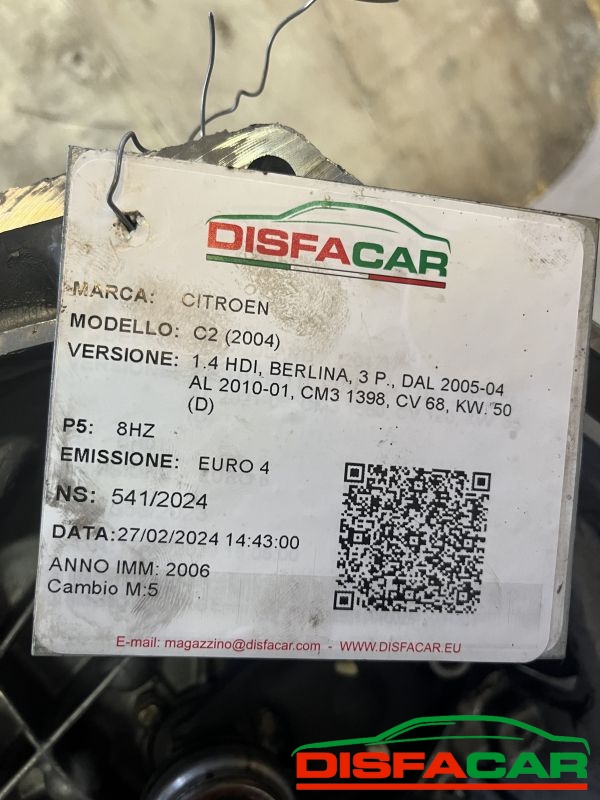 DISFACAR
MARCA: CITROEN
MODELLO: C2 (2004)
VERSIONE: 1.4 HDI, BERLINA, 3 P., DAL 2005-04
AL 2010-01, CM3 1398, CV 68, KW. 50
(D)
P5: 8HZ
EMISSIONE: EURO 4
NS: 541/2024
DATA:27/02/2024 14:43:00
ANNO IMM: 2006
Cambio M:5
E-mail: magazzino@disfacar.com - WWW.DISFACAR.EU
DISFACAR